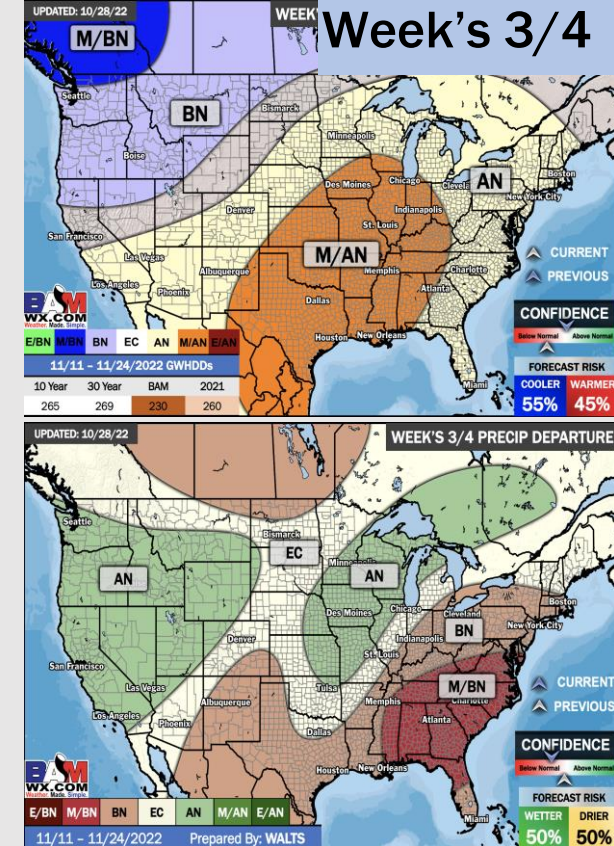 UPDATED: 10/28/22
WEEK'
Week's 3/4
M/BN
Seattle
BN
Bismarck
Minneapolis
Boise
Des Moines
Chicago
Clevela
AN
Boston
New York City
Indianapolis
Denver
St. Louis
San Francisco
M/AN
CURRENT
Las Vegas
Albuquerque
Memphis
Charlotte
PREVIOUS
Los Angeles
Phoenix
Dallas
Atlanta
BAM
WX.COM
Weather. Made. Simple.
Houston
New Orleans
CONFIDENCE
Below Normal
Above Normal
E/BN M/BN BN EC AN M/AN E/AN
FORECAST RISK
11/11 – 11/24/2022 GWHDDs
Miami
COOLER WARMER
10 Year 30 Year BAM 2021
55% 45%
265 269 230 260
UPDATED: 10/28/22
WEEK'S 3/4 PRECIP DEPARTURE
Seattle
Bismarck
EC
AN
AN
Des Moines
Chicago
Cleveland
Boston
New York City
Indianapolis
BN
Denver
St. Louis
San Francisco
M/BN
Las Vegas
Tulsa
CURRENT
Albuquerque
Memphis
Charlotte
Los Angeles
Phoenix
Atlanta
PREVIOUS
Dallas
BAM
WX.COM
Weather. Made. Simple.
Houston
New Orleans
CONFIDENCE
Below Normal
Above Normal
E/BN M/BN BN EC AN M/AN E/AN
FORECAST RISK
Miami
WETTER DRIER
11/11 – 11/24/2022 Prepared By: WALTS
50% 50%